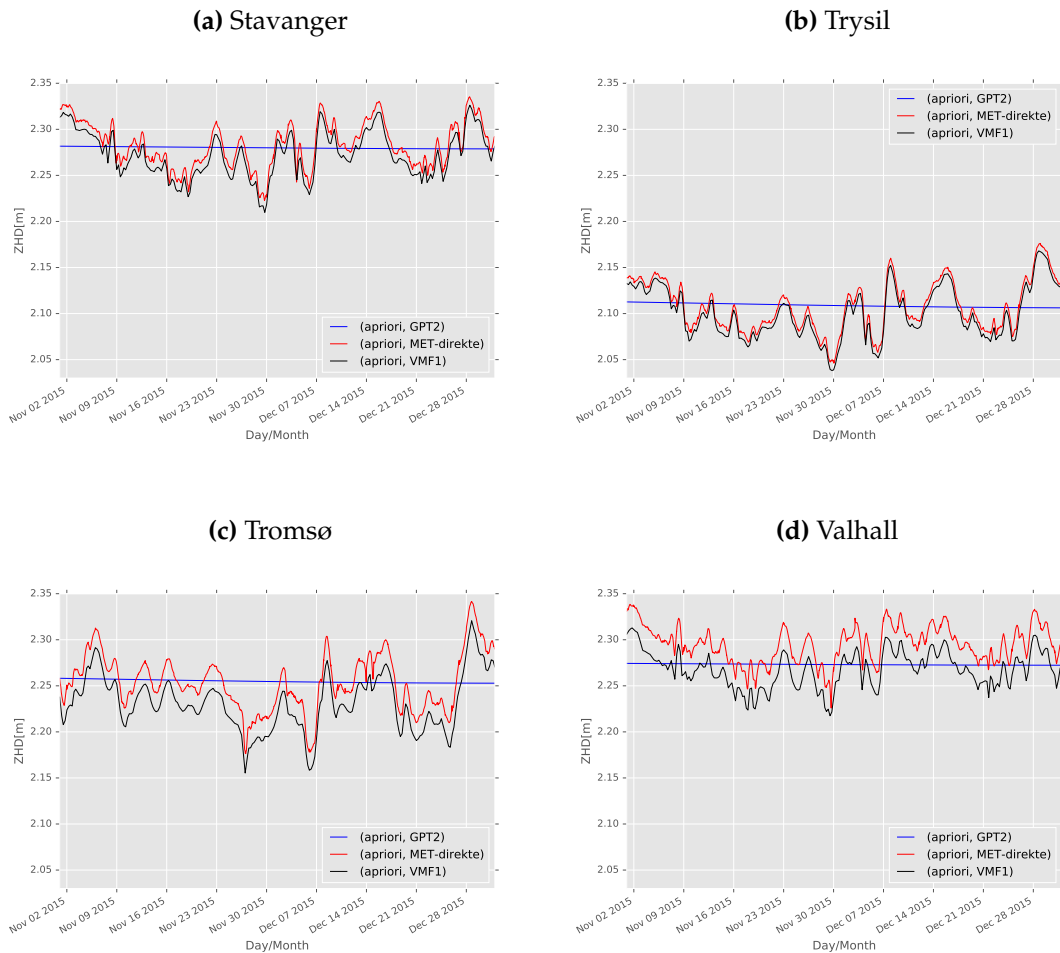 (a) Stavanger
2.35
2.30
2.25
2.20
2.15
2.10
2.05
ZHD[m]
(apriori, GPT2)
(apriori, MET-direkte)
(apriori, VMF1)
Nov 02 2015
Nov 09 2015
Nov 16 2015
Nov 23 2015
Nov 30 2015
Dec 07 2015
Dec 14 2015
Dec 21 2015
Dec 28 2015
Day/Month
(b) Trysil
2.35
2.30
2.25
2.20
2.15
2.10
2.05
ZHD[m]
(apriori, GPT2)
(apriori, MET-direkte)
(apriori, VMF1)
Nov 02 2015
Nov 09 2015
Nov 16 2015
Nov 23 2015
Nov 30 2015
Dec 07 2015
Dec 14 2015
Dec 21 2015
Dec 28 2015
Day/Month
(c) Tromsø
2.35
2.30
2.25
2.20
2.15
2.10
2.05
ZHD[m]
(apriori, GPT2)
(apriori, MET-direkte)
(apriori, VMF1)
Nov 02 2015
Nov 09 2015
Nov 16 2015
Nov 23 2015
Nov 30 2015
Dec 07 2015
Dec 14 2015
Dec 21 2015
Dec 28 2015
Day/Month
(d) Valhall
2.35
2.30
2.25
2.20
2.15
2.10
2.05
ZHD[m]
(apriori, GPT2)
(apriori, MET-direkte)
(apriori, VMF1)
Nov 02 2015
Nov 09 2015
Nov 16 2015
Nov 23 2015
Nov 30 2015
Dec 07 2015
Dec 14 2015
Dec 21 2015
Dec 28 2015
Day/Month